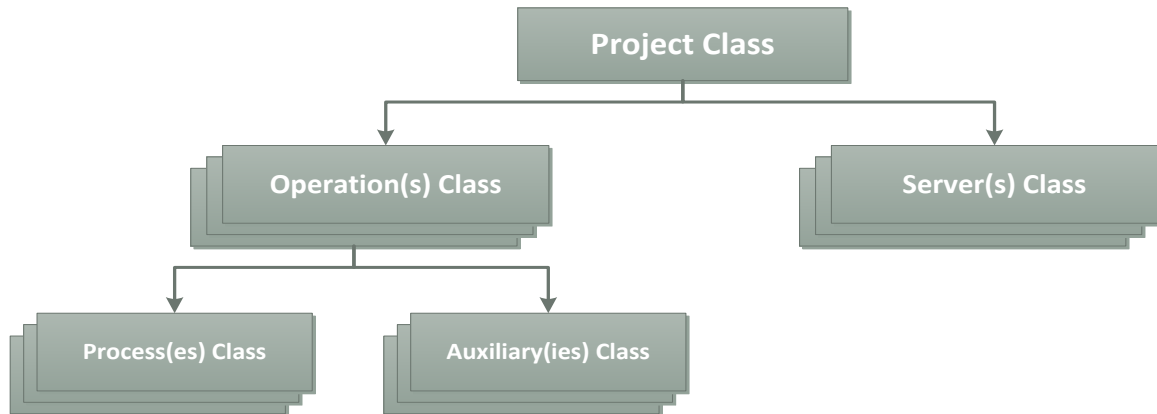 Project Class
Operation(s) Class
Server(s) Class
Process(es) Class
Auxiliary(ies) Class